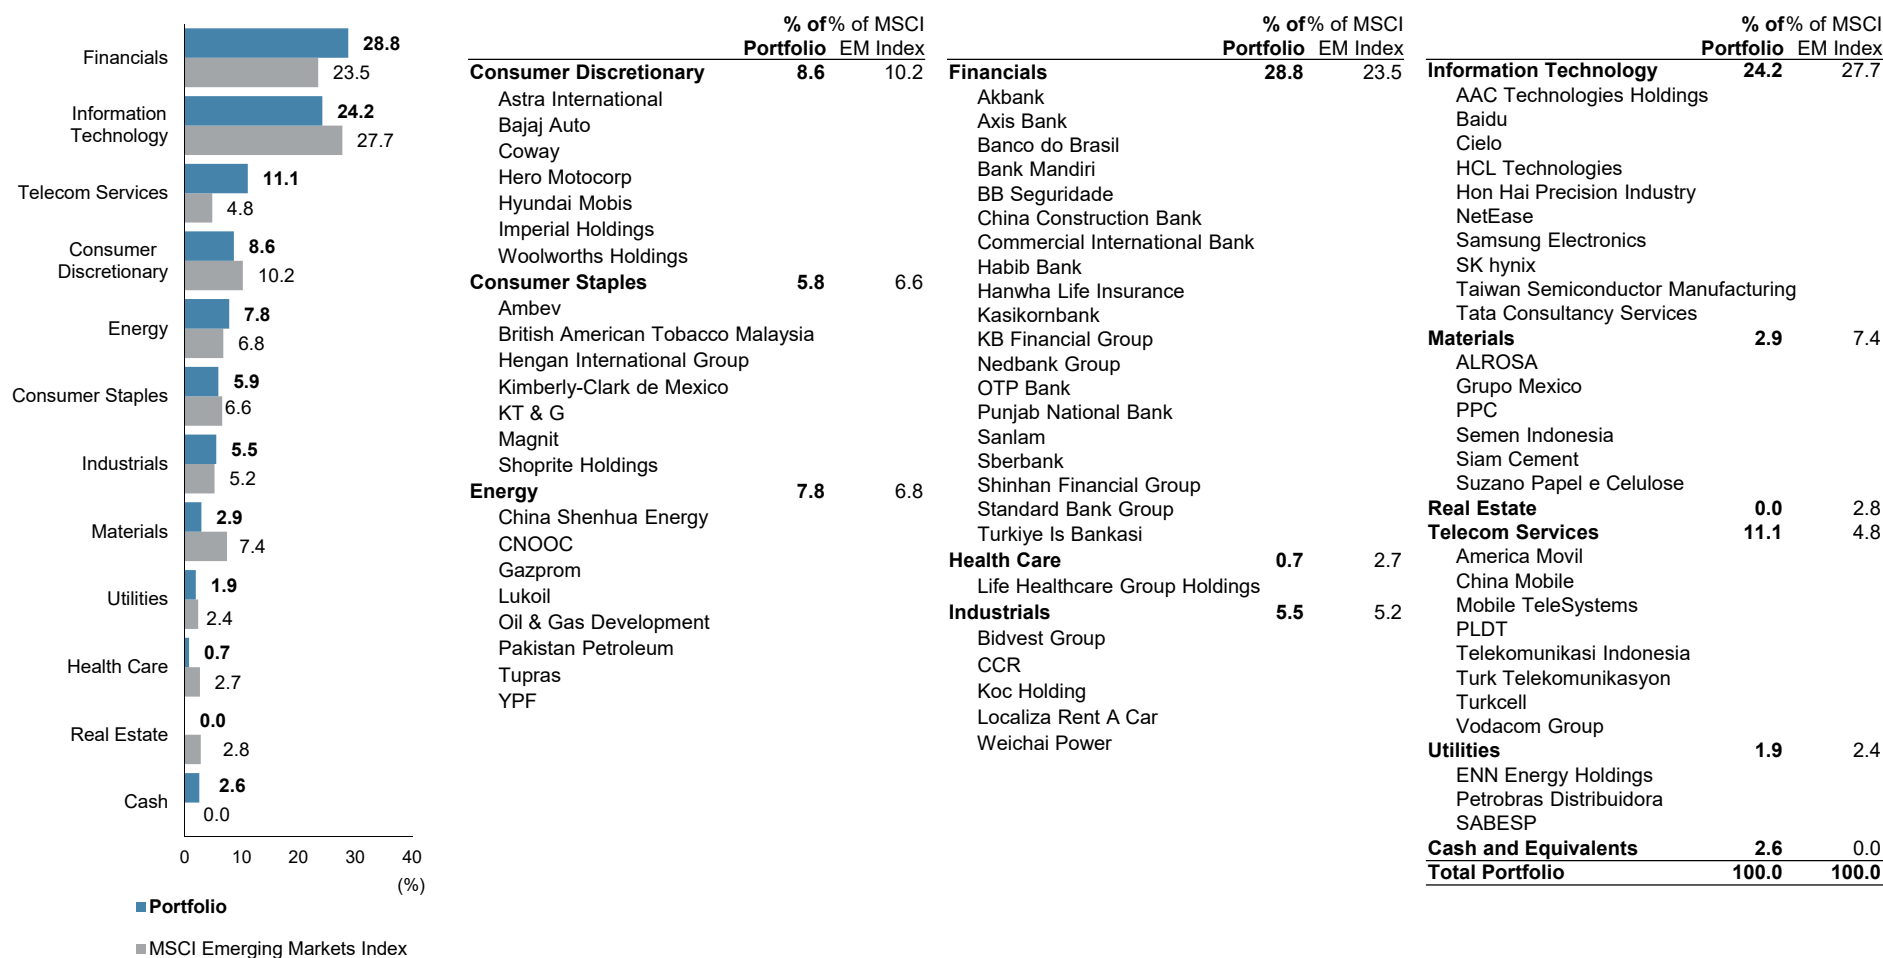 Financials
28.8
23.5
Information
Technology
24.2
27.7
Telecom Services
11.1
4.8
Consumer
Discretionary
8.6
10.2
Energy
7.8
6.8
Consumer Staples
5.9
6.6
Industrials
5.5
5.2
Materials
2.9
7.4
Utilities
1.9
2.4
Health Care
0.7
2.7
Real Estate
0.0
2.8
Cash
2.6
0.0
0 10 20 30 40
(%)
Portfolio
MSCI Emerging Markets Index
% of % of MSCI
Portfolio EM Index
Consumer Discretionary 8.6 10.2
Astra International
Bajaj Auto
Coway
Hero Motocorp
Hyundai Mobis
Imperial Holdings
Woolworths Holdings
Consumer Staples 5.8 6.6
Ambev
British American Tobacco Malaysia
Hengan International Group
Kimberly-Clark de Mexico
KT & G
Magnit
Shoprite Holdings
Energy 7.8 6.8
China Shenhua Energy
CNOOC
Gazprom
Lukoil
Oil & Gas Development
Pakistan Petroleum
Tupras
YPF
% of % of MSCI
Portfolio EM Index
Financials 28.8 23.5
Akbank
Axis Bank
Banco do Brasil
Bank Mandiri
BB Seguridade
China Construction Bank
Commercial International Bank
Habib Bank
Hanwha Life Insurance
Kasikornbank
KB Financial Group
Nedbank Group
OTP Bank
Punjab National Bank
Sanlam
Sberbank
Shinhan Financial Group
Standard Bank Group
Turkiye Is Bankasi
Health Care 0.7 2.7
Life Healthcare Group Holdings
Industrials 5.5 5.2
Bidvest Group
CCR
Koc Holding
Localiza Rent A Car
Weichai Power
% of % of MSCI
Portfolio EM Index
Information Technology 24.2 27.7
AAC Technologies Holdings
Baidu
Cielo
HCL Technologies
Hon Hai Precision Industry
NetEase
Samsung Electronics
SK hynix
Taiwan Semiconductor Manufacturing
Tata Consultancy Services
Materials 2.9 7.4
ALROSA
Grupo Mexico
PPC
Semen Indonesia
Siam Cement
Suzano Papel e Celulose
Real Estate 0.0 2.8
Telecom Services 11.1 4.8
America Movil
China Mobile
Mobile TeleSystems
PLDT
Telekomunikasi Indonesia
Turk Telekomunikasyon
Turkcell
Vodacom Group
Utilities 1.9 2.4
ENN Energy Holdings
Petrobras Distribuidora
SABESP
Cash and Equivalents 2.6 0.0
Total Portfolio 100.0 100.0